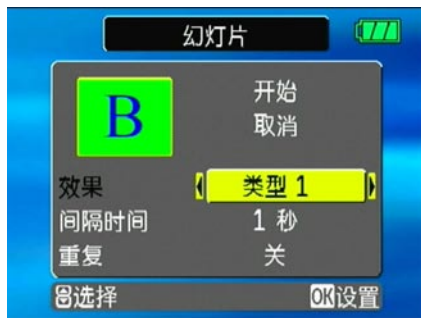 幻灯片
B
开始
取消
效果 类型 1
间隔时间 1 秒
重复 关
选择 OK设置